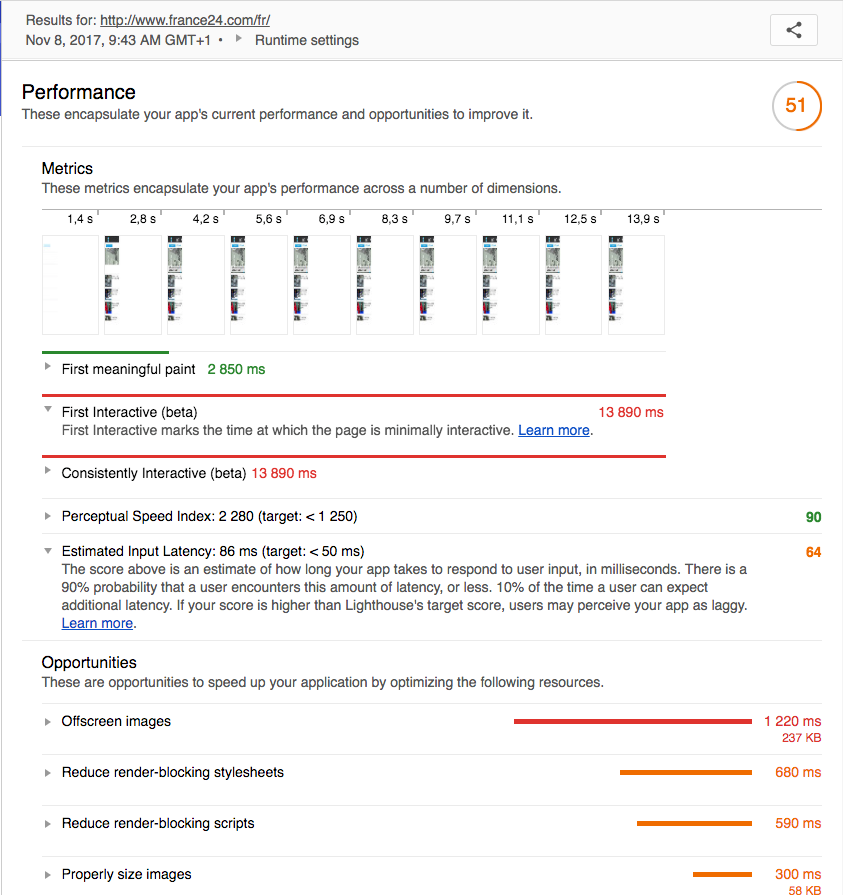 Results for: http://www.france24.com/fr/
Nov 8, 2017, 9:43 AM GMT+1 • Runtime settings
Performance
These encapsulate your app's current performance and opportunities to improve it.
51
Metrics
These metrics encapsulate your app's performance across a number of dimensions.
1,4 s 2,8 s 4,2 s 5,6 s 6,9 s 8,3 s 9,7 s 11,1 s 12,5 s 13,9 s
First meaningful paint 2 850 ms
First Interactive (beta) 13 890 ms
First Interactive marks the time at which the page is minimally interactive. Learn more.
Consistently Interactive (beta) 13 890 ms
Perceptual Speed Index: 2 280 (target: < 1 250) 90
Estimated Input Latency: 86 ms (target: < 50 ms) 64
The score above is an estimate of how long your app takes to respond to user input, in milliseconds. There is a
90% probability that a user encounters this amount of latency, or less. 10% of the time a user can expect
additional latency. If your score is higher than Lighthouse's target score, users may perceive your app as laggy.
Learn more.
Opportunities
These are opportunities to speed up your application by optimizing the following resources.
Offscreen images 1 220 ms
237 KB
Reduce render-blocking stylesheets 680 ms
Reduce render-blocking scripts 590 ms
Properly size images 300 ms
58 KB